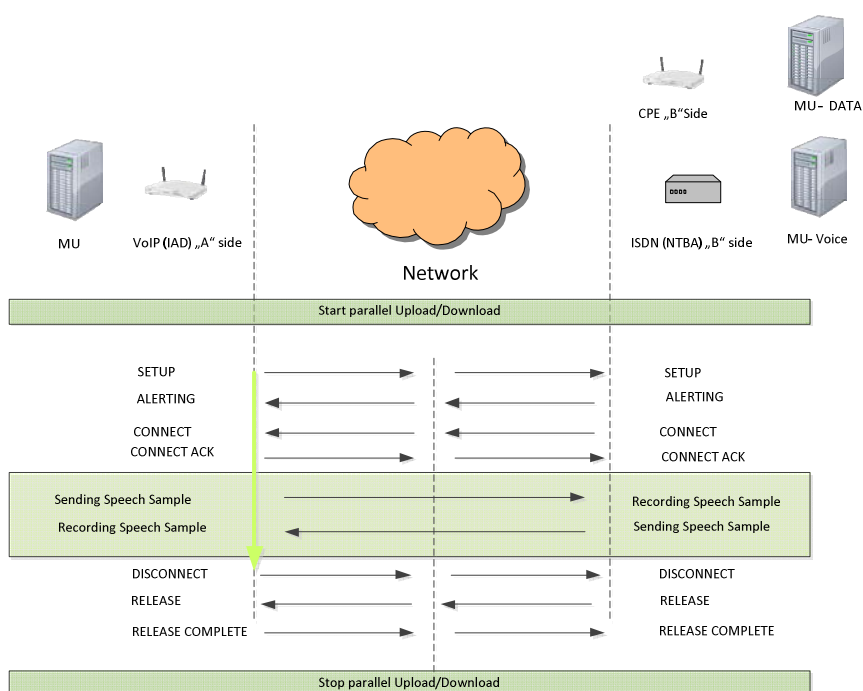 CPE „B“Side
MU- DATA
MU
VoIP (IAD) „A“ side
ISDN (NTBA) „B“ side
MU- Voice
Network
Start parallel Upload/Download
SETUP
SETUP
ALERTING
ALERTING
CONNECT
CONNECT
CONNECT ACK
CONNECT ACK
Sending Speech Sample
Recording Speech Sample
Recording Speech Sample
Sending Speech Sample
DISCONNECT
DISCONNECT
RELEASE
RELEASE
RELEASE COMPLETE
RELEASE COMPLETE
Stop parallel Upload/Download